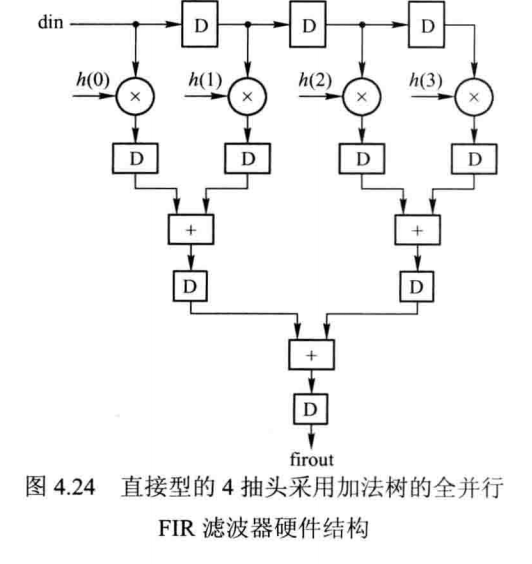 din D D D
h(0) × h(1) × h(2) × h(3) ×
D D D D
+ +
D D
+
D
firout
图 4.24 直接型的 4 抽头采用加法树的全并行
FIR 滤波器硬件结构